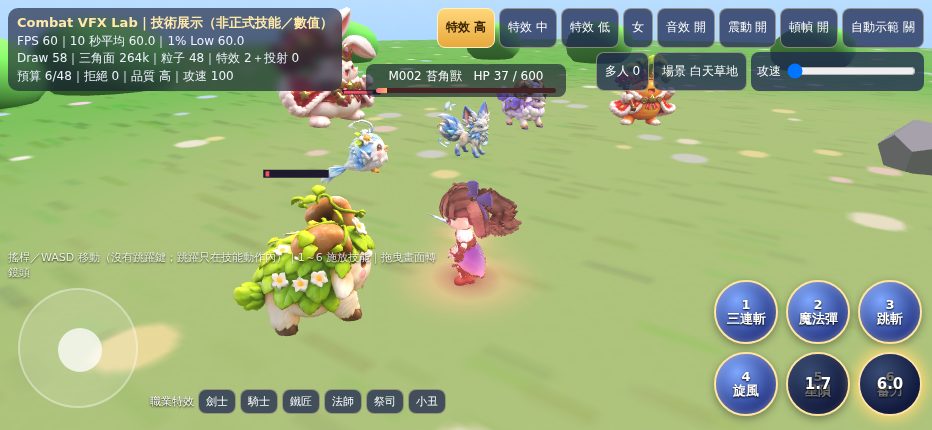 Combat VFX Lab｜技術展示（非正式技能／數值）
FPS 60｜10 秒平均 60.0｜1% Low 60.0
Draw 58｜三角面 264k｜粒子 48｜特效 2＋投射 0
預算 6/48｜拒絕 0｜品質 高｜攻速 100
特效 高
特效 中
特效 低
女
音效 開
震動 開
頓幀 開
自動示範 關
M002 苔角獸 HP 37 / 600
多人 0
場景 白天草地
攻速
搖桿／WASD 移動（沒有跳躍鍵；跳躍只在技能動作內）｜1～6 施放技能｜拖曳畫面轉
鏡頭
1
三連斬
2
魔法彈
3
跳斬
4
旋風
1.7
6.0
職業特效
劍士
騎士
鐵匠
法師
祭司
小丑